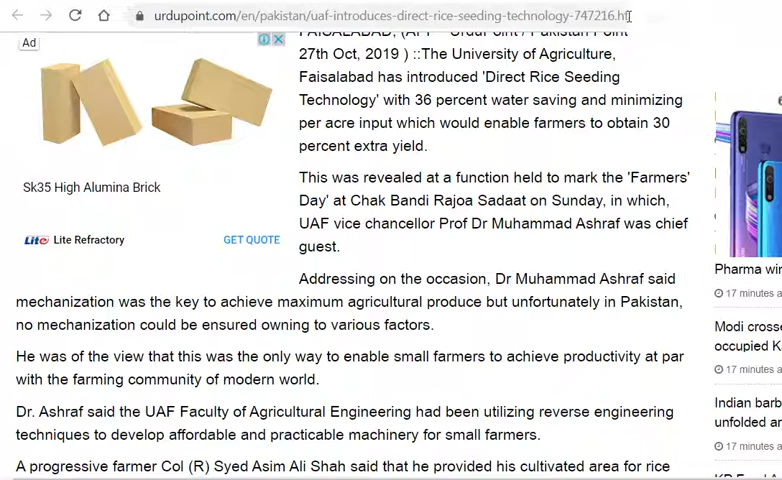 urdupoint.com/en/pakistan/uaf-introduces-direct-rice-seeding-technology-747216.ht
Ad
FAISALABAD, (APP - UrduPoint / Pakistan Point
27th Oct, 2019 ) ::The University of Agriculture,
Faisalabad has introduced 'Direct Rice Seeding
Technology' with 36 percent water saving and minimizing
per acre input which would enable farmers to obtain 30
percent extra yield.
Sk35 High Alumina Brick
Lite Lite Refractory
GET QUOTE
This was revealed at a function held to mark the 'Farmers'
Day' at Chak Bandi Rajoa Sadaat on Sunday, in which,
UAF vice chancellor Prof Dr Muhammad Ashraf was chief
guest.
Addressing on the occasion, Dr Muhammad Ashraf said
mechanization was the key to achieve maximum agricultural produce but unfortunately in Pakistan,
no mechanization could be ensured owning to various factors.
He was of the view that this was the only way to enable small farmers to achieve productivity at par
with the farming community of modern world.
Dr. Ashraf said the UAF Faculty of Agricultural Engineering had been utilizing reverse engineering
techniques to develop affordable and practicable machinery for small farmers.
A progressive farmer Col (R) Syed Asim Ali Shah said that he provided his cultivated area for rice
Pharma win
17 minutes a
Modi crosse
occupied K
17 minutes a
Indian barb
unfolded ar
17 minutes a